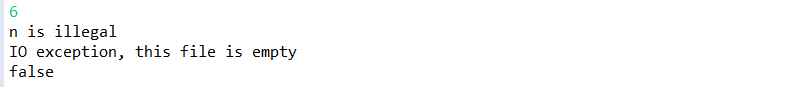 6
n is illegal
IO exception, this file is empty
false